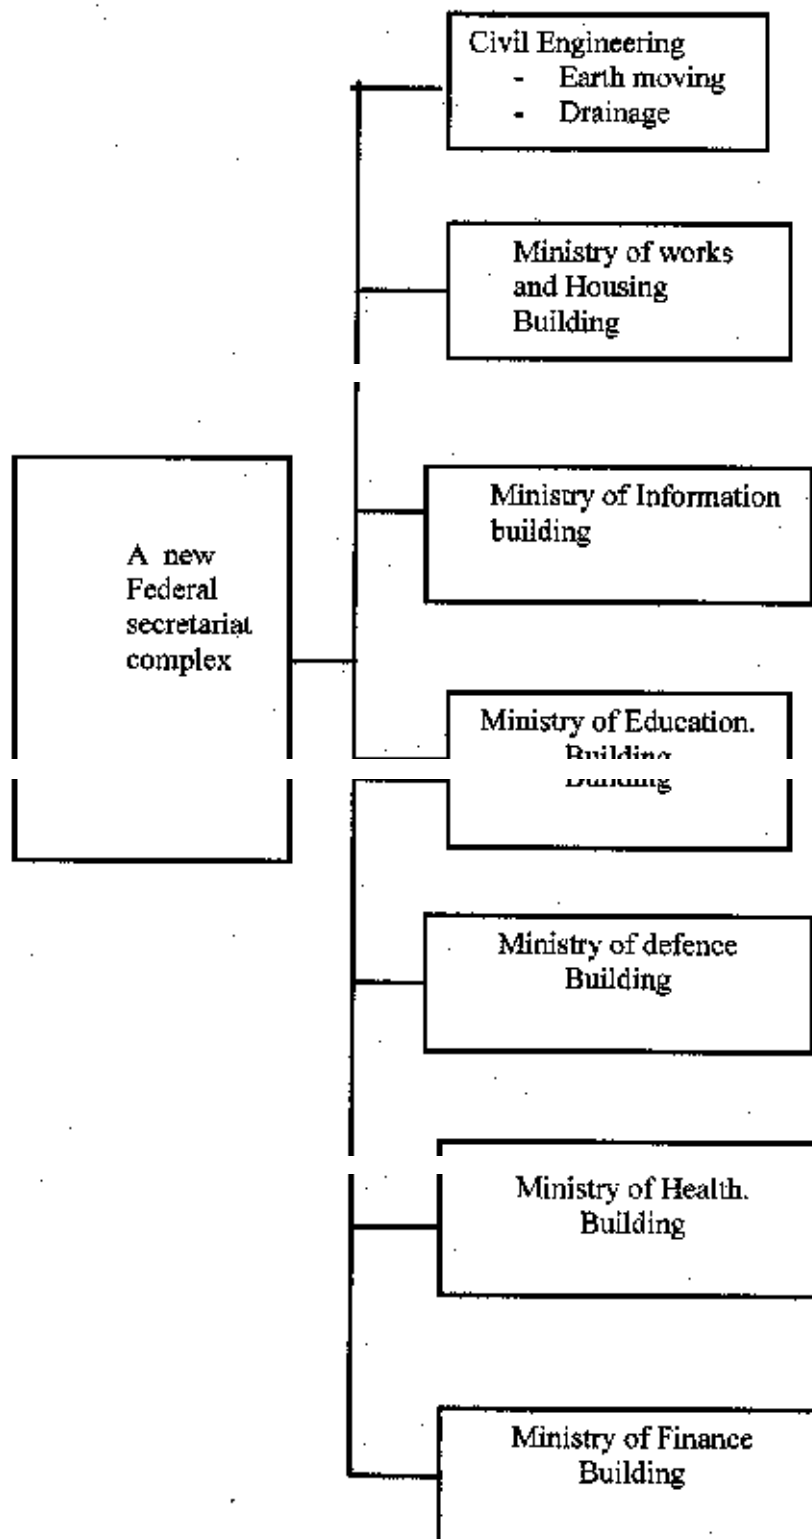 Civil Engineering
- Earth moving
- Drainage
Ministry of works
and Housing
Building
Ministry of Information
building
A new
Federal
secretariat
complex
Ministry of Education.
Building
Ministry of defence
Building
Ministry of Health.
Building
Ministry of Finance
Building